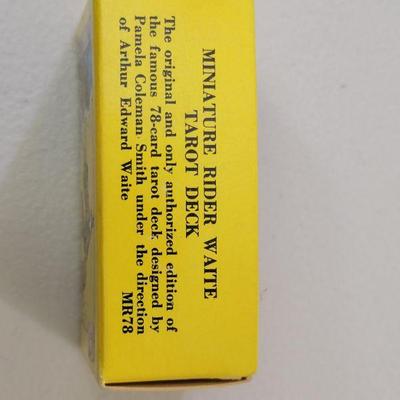 MINIATURE RIDER WAITE
TAROT DECK
The original and only authorized edition of
the famous 78-card tarot deck designed by
Pamela Coleman Smith under the direction
of Arthur Edward Waite MR78